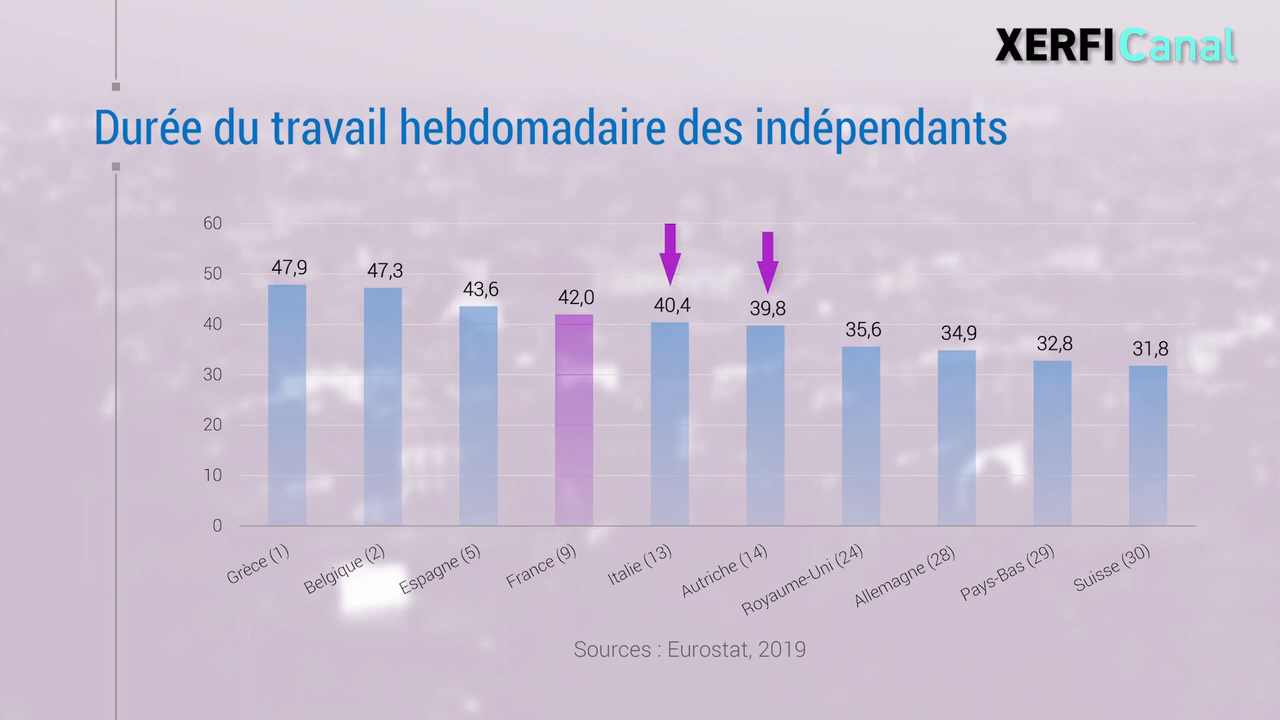 XERFI Canal
Durée du travail hebdomadaire des indépendants
60
50
40
30
20
10
0
47,9
47,3
43,6
42,0
40,4
39,8
35,6
34,9
32,8
31,8
Grèce (1)
Belgique (2)
Espagne (5)
France (9)
Italie (13)
Autriche (14)
Royaume-Uni (24)
Allemagne (28)
Pays-Bas (29)
Suisse (30)
Sources : Eurostat, 2019